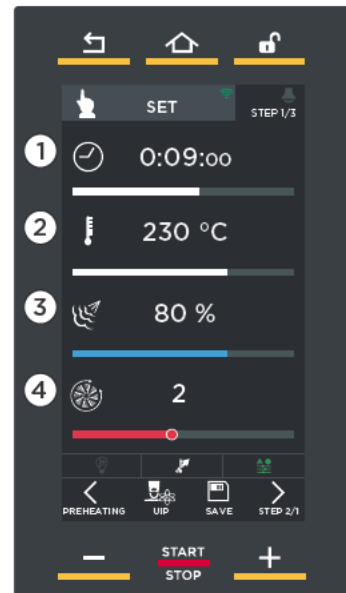 SET
STEP 1/3
1
0:09:00
2
230 °C
3
80 %
4
2
PREHEATING
UIP
SAVE
STEP 2/1
START
STOP